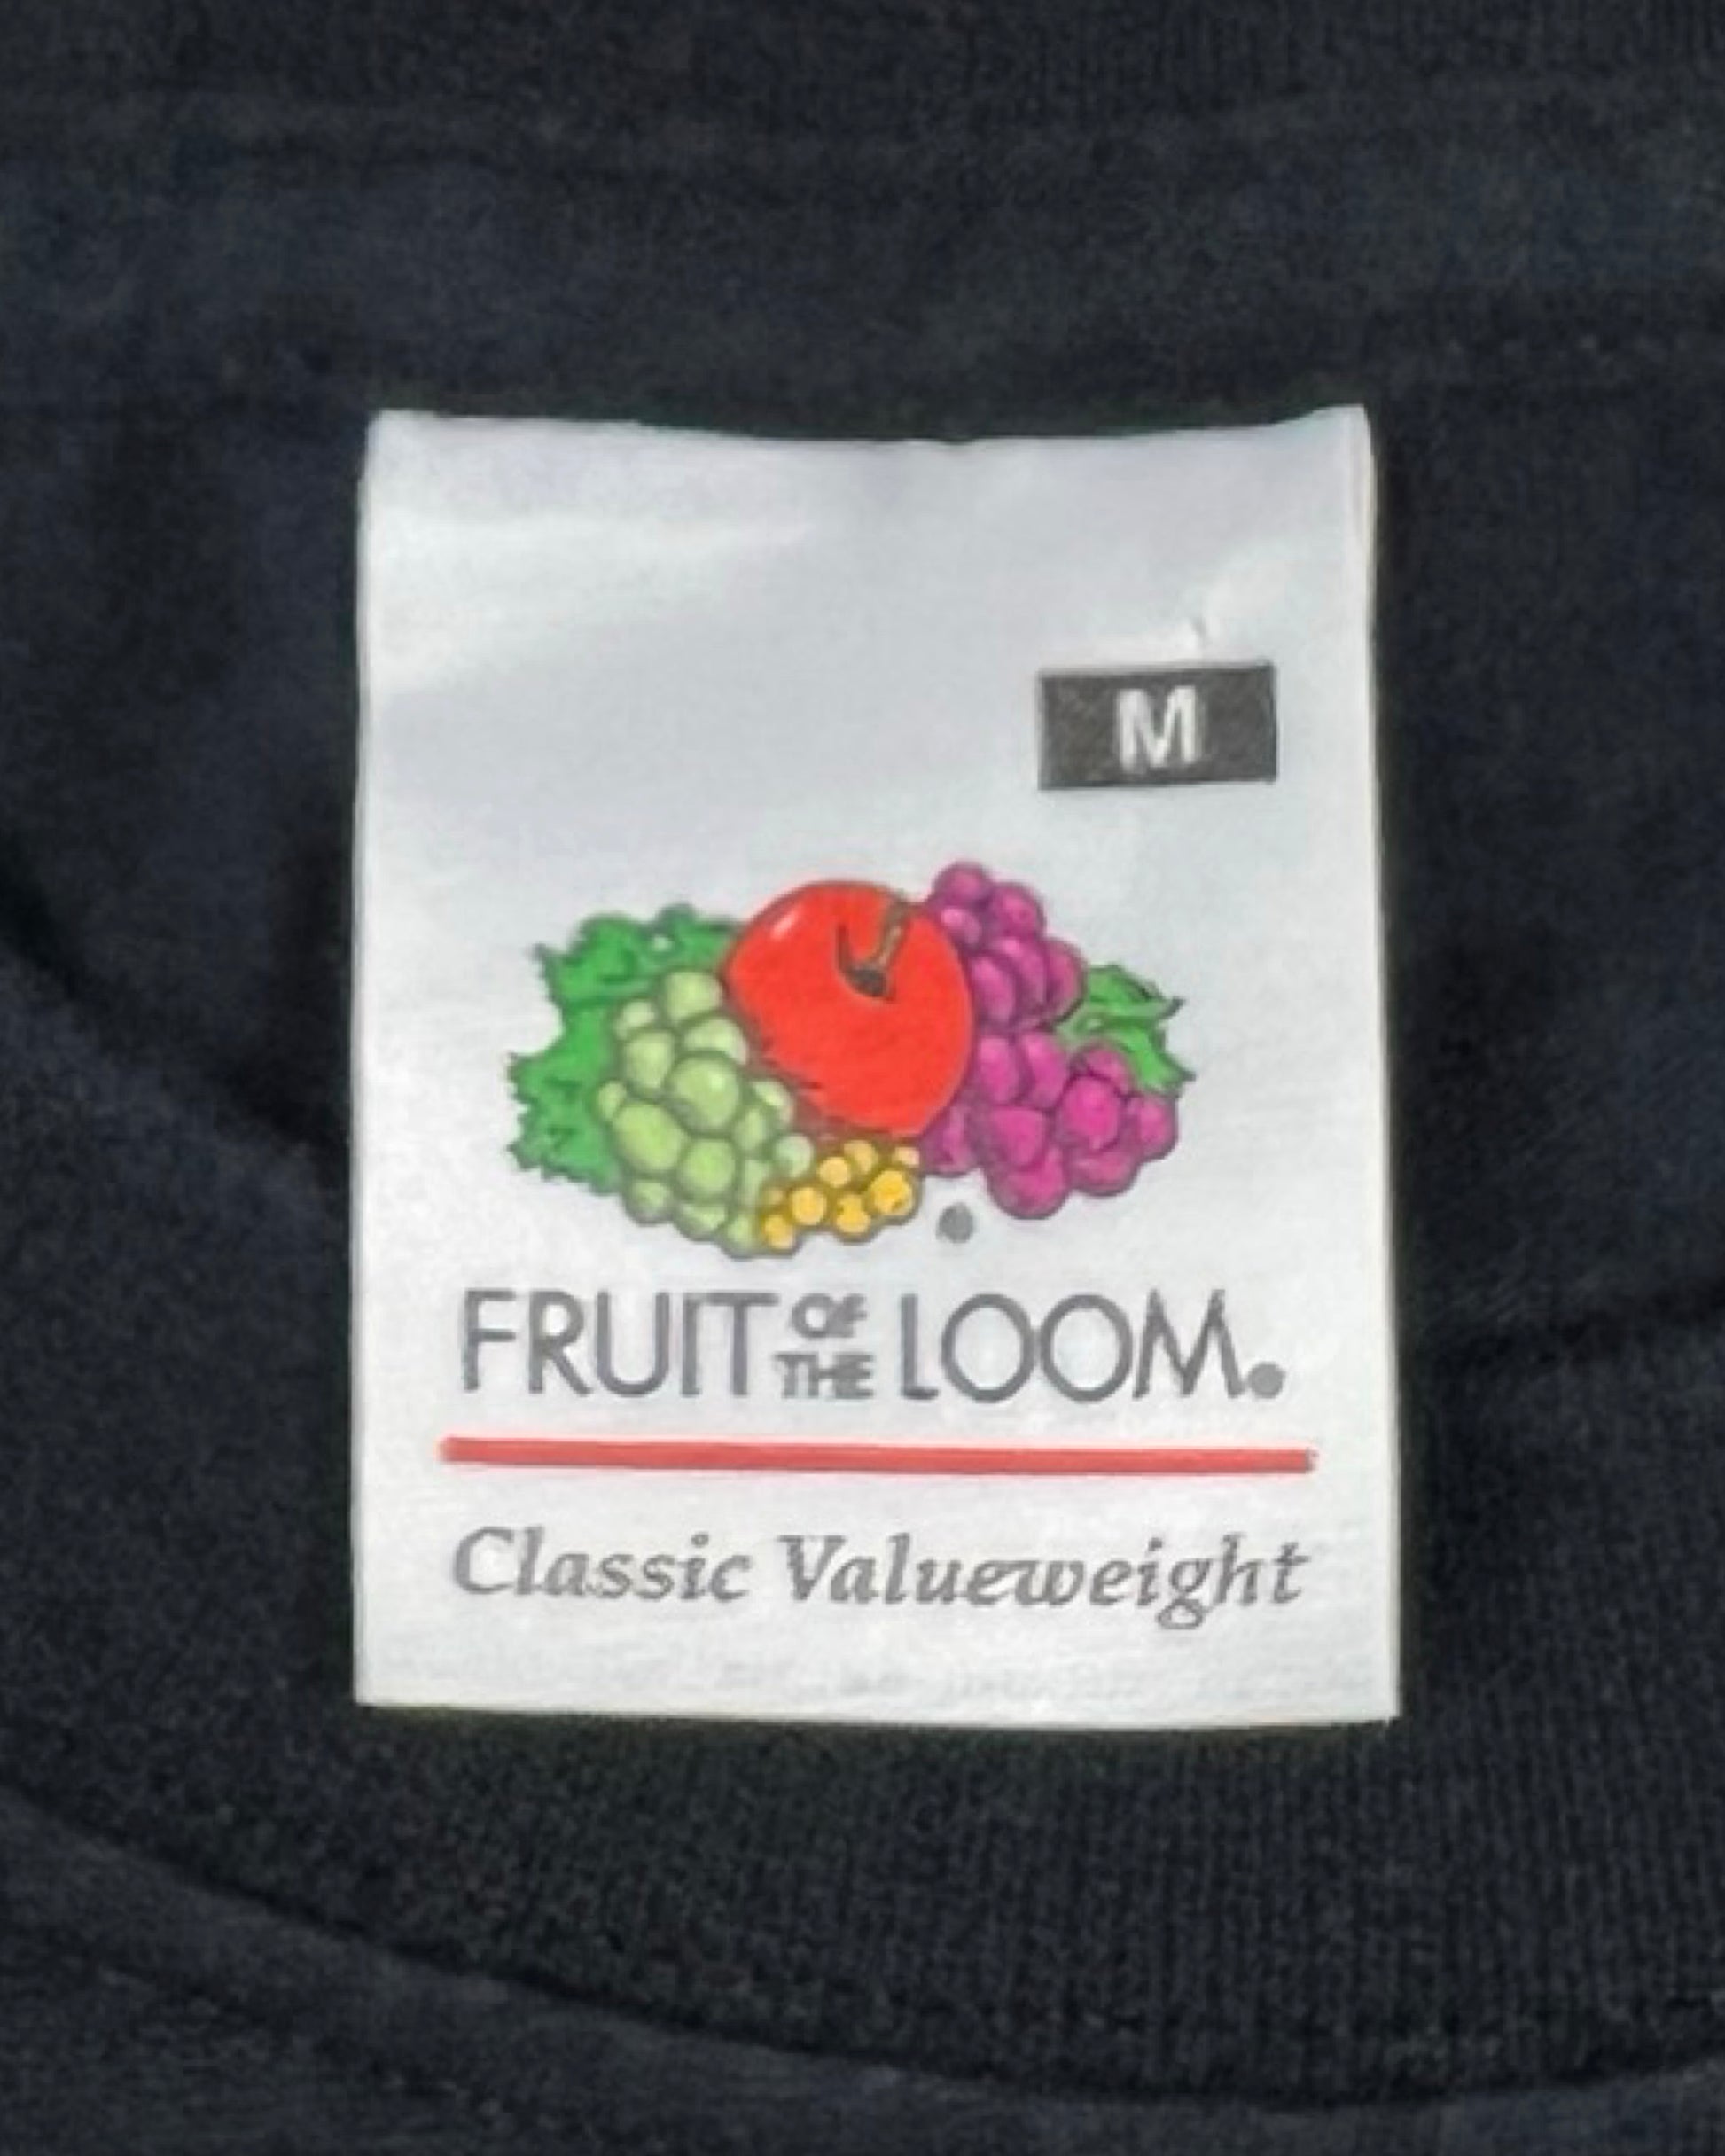 M
FRUIT OF THE LOOM.
Classic Valueweight